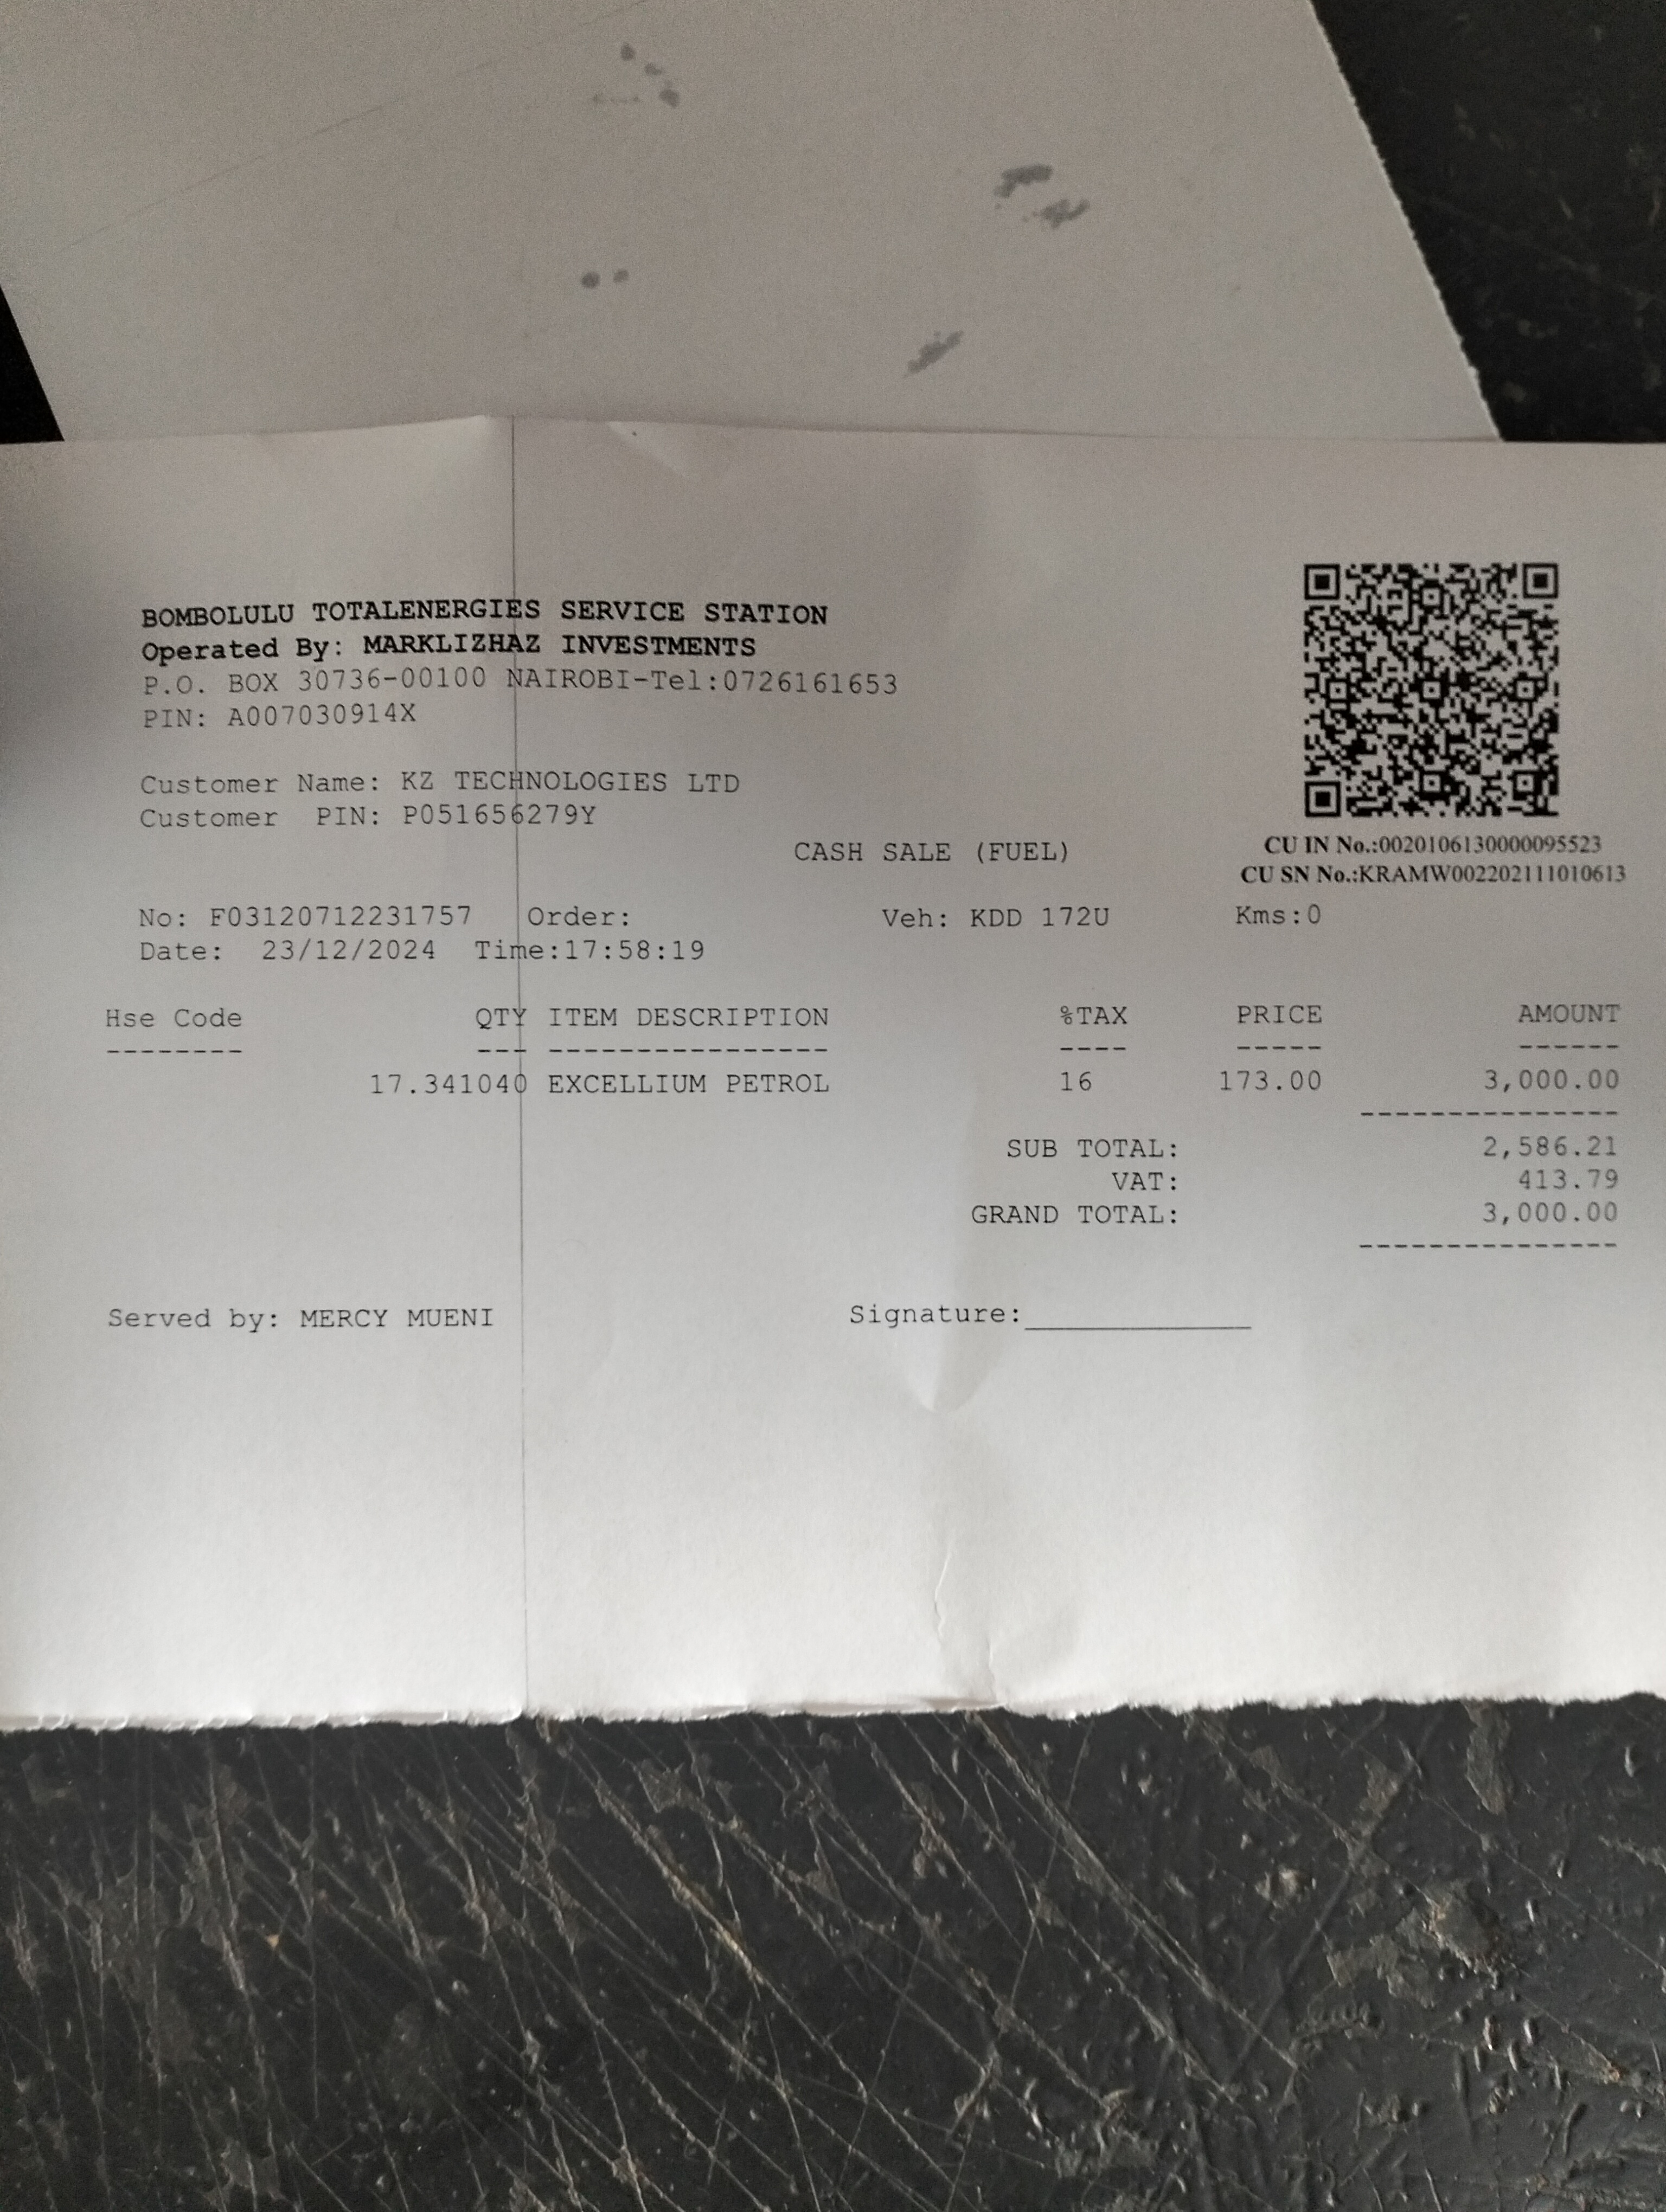 BOMBOLULU TOTALENERGIES SERVICE STATION
Operated By: MARKLIZHAZ INVESTMENTS
P.O. BOX 30736-00100 NAIROBI-Tel:0726161653
PIN: A007030914X
Customer Name: KZ TECHNOLOGIES LTD
Customer PIN: P051656279Y
CASH SALE (FUEL)
CU IN No.:0020106130000095523
CU SN No.:KRAMW002202111010613
No: F03120712231757 Order: Veh: KDD 172U Kms:0
Date: 23/12/2024 Time:17:58:19
Hse Code QTY ITEM DESCRIPTION %TAX PRICE AMOUNT
-------- --- ---------------- ---- ----- ------
17.341040 EXCELLIUM PETROL 16 173.00 3,000.00
---------------
SUB TOTAL: 2,586.21
VAT: 413.79
GRAND TOTAL: 3,000.00
---------------
Served by: MERCY MUENI Signature:_____________